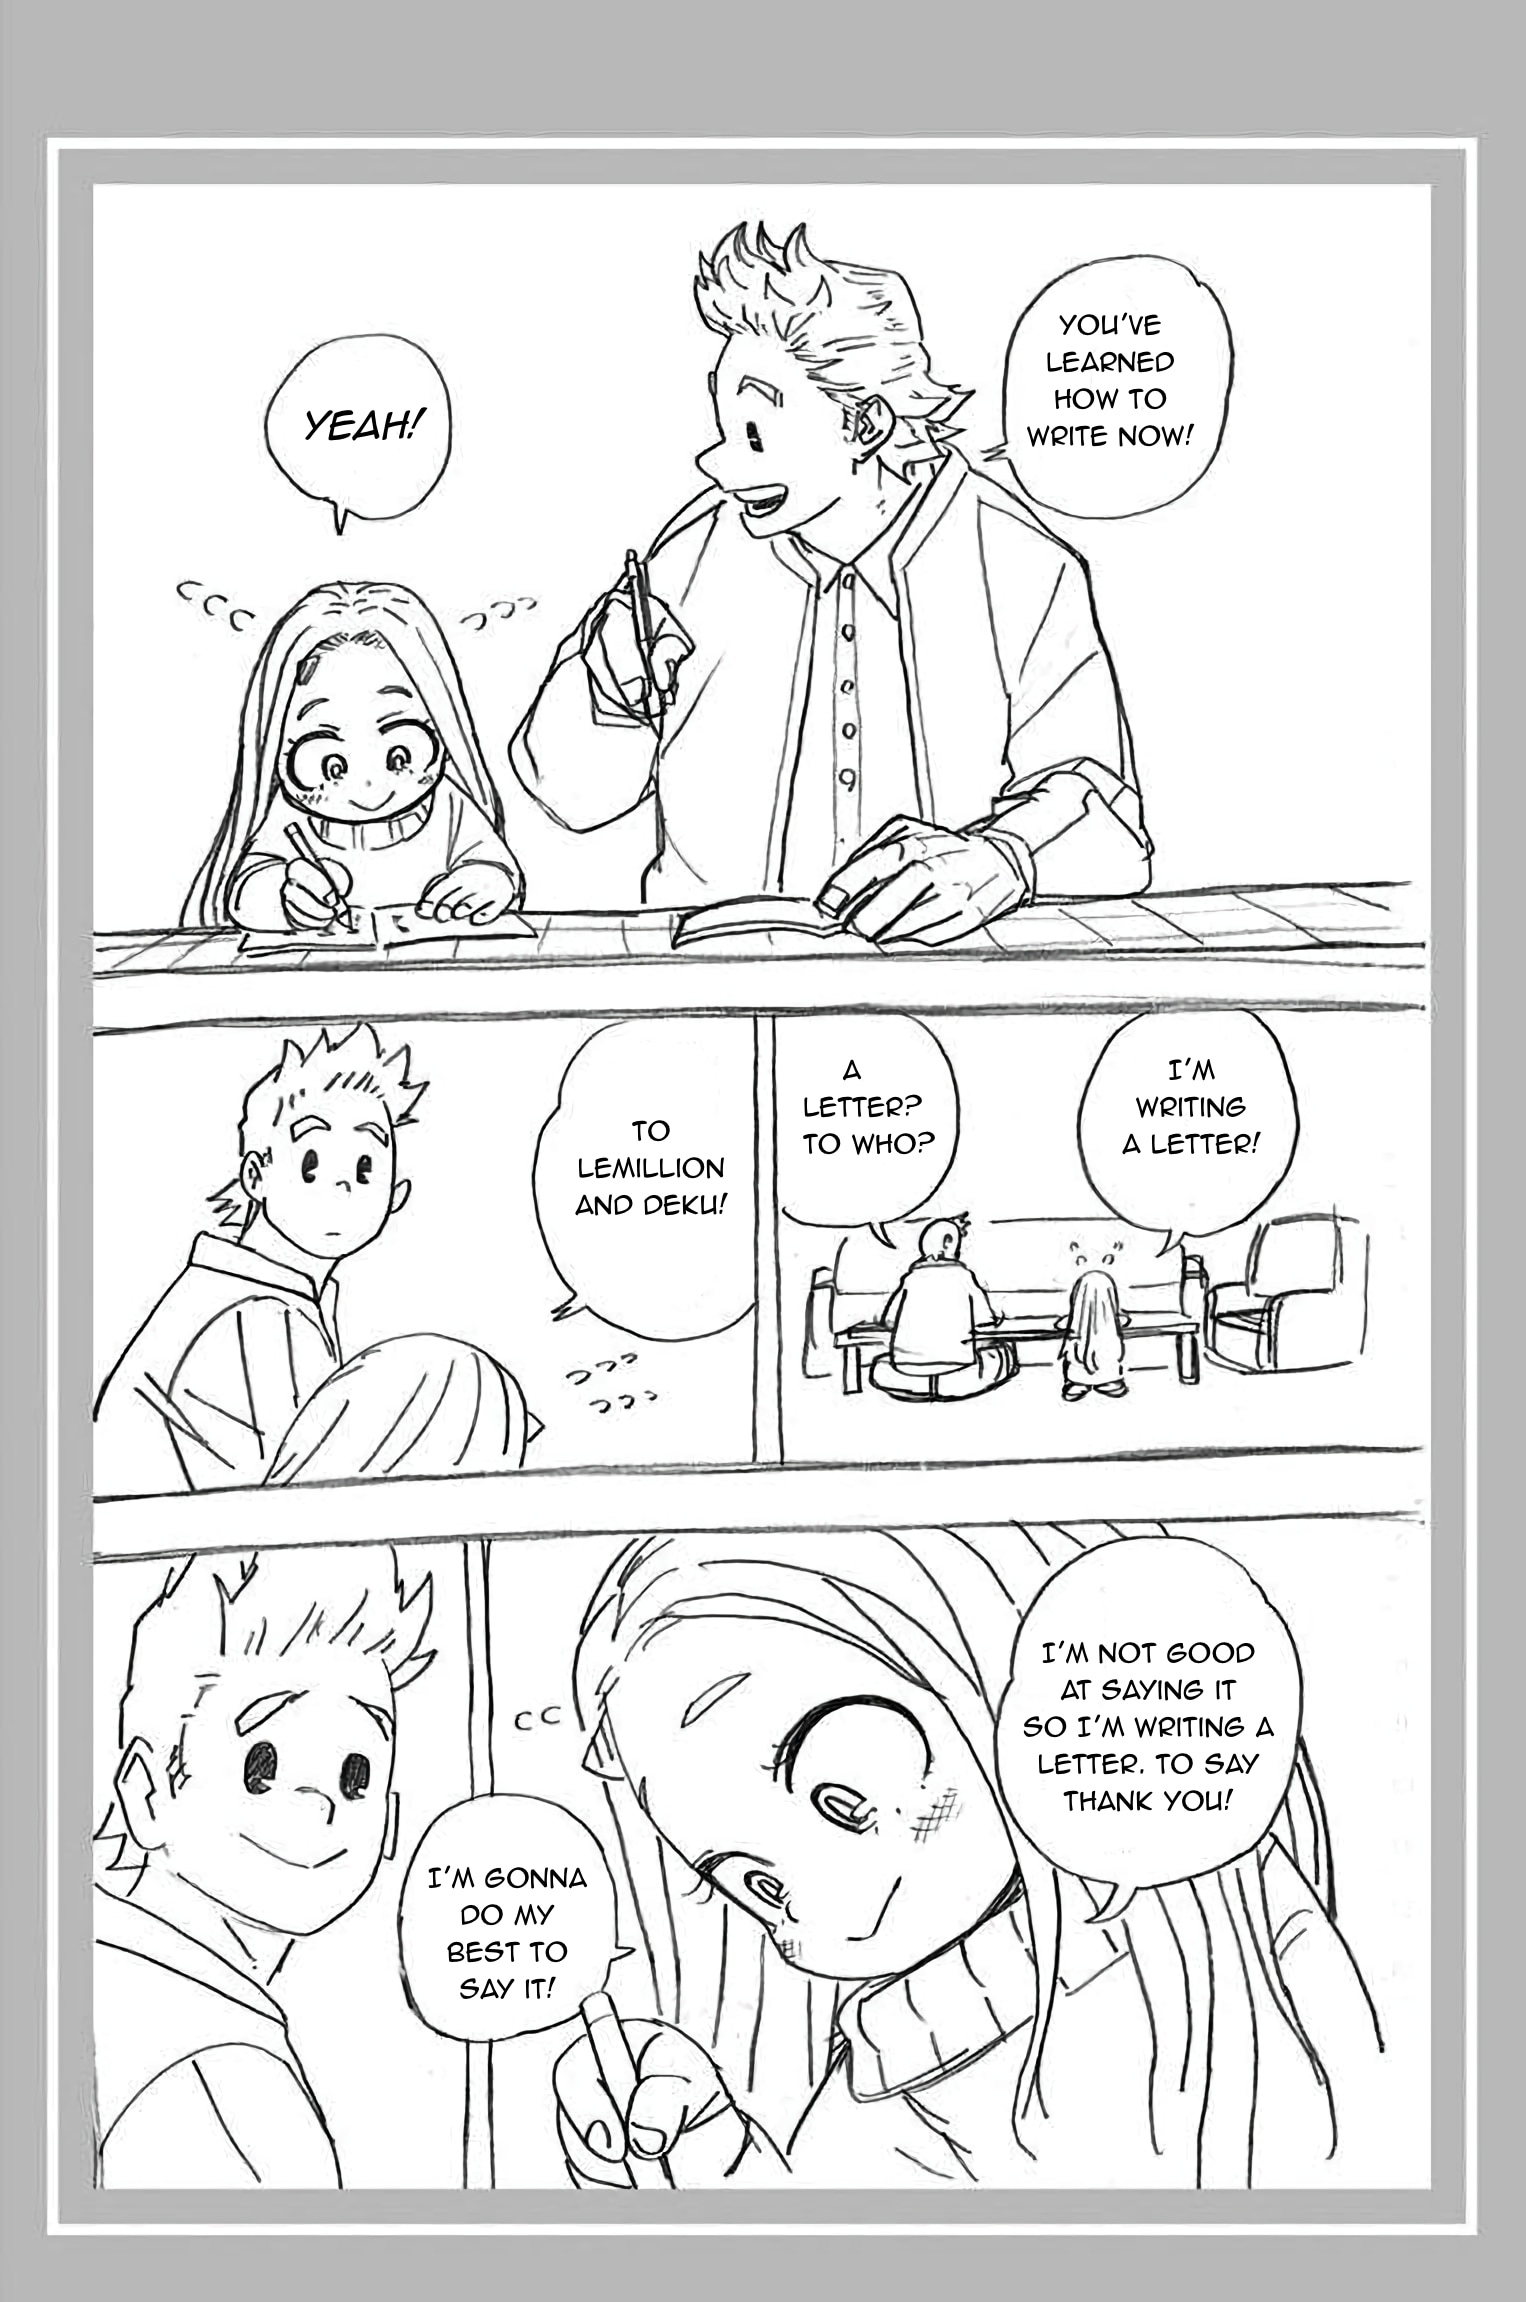 YOU'VE
LEARNED
HOW TO
WRITE NOW!
YEAH!
I'M
WRITING
A LETTER!
A
LETTER?
TO WHO?
TO
LEMILLION
AND DEKU!
I'M NOT GOOD
AT SAYING IT
SO I'M WRITING A
LETTER. TO SAY
THANK YOU!
I'M GONNA
DO MY
BEST TO
SAY IT!